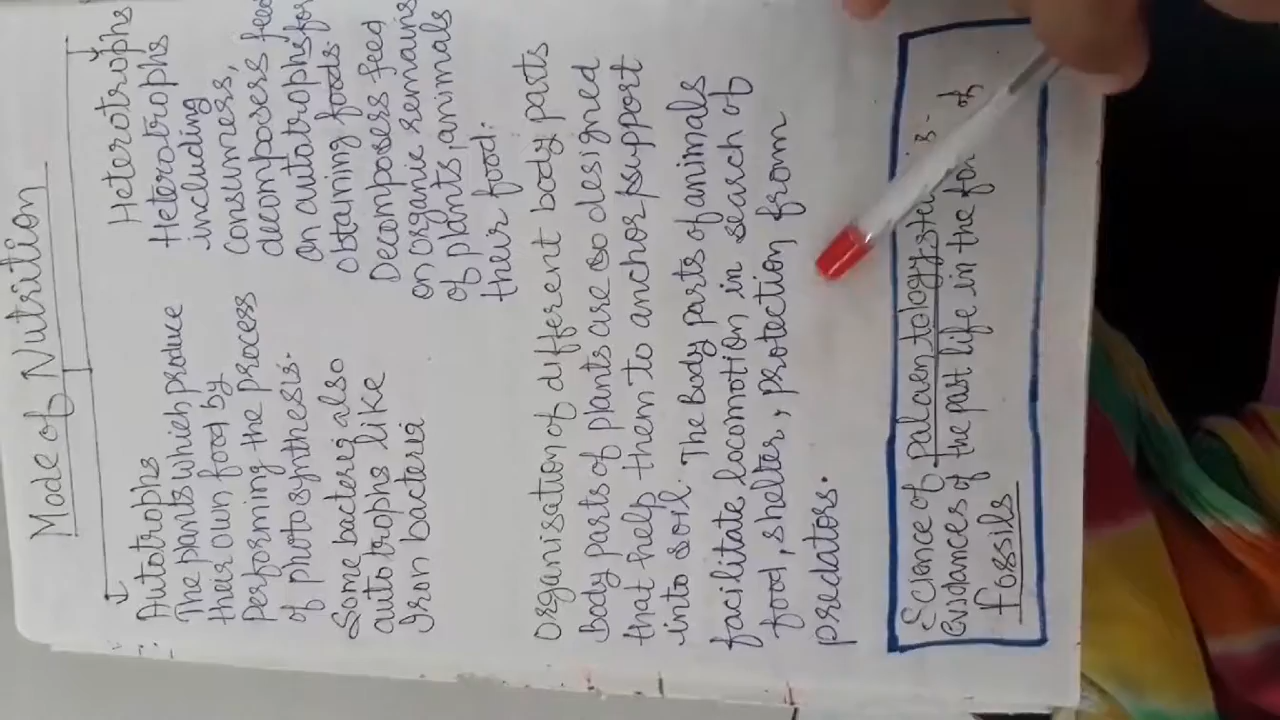 Mode of Nutrition
Autotrophs
The plants which produce
their own food by
performing the process
of photosynthesis.
Some bacteria also
autotrophs like
Iron bacteria
Heterotrophs
Heterotrophs
including
consumers,
decomposers feed
on autotrophs for
obtaining foods.
Decomposers feed
on organic remains
of plants, animals
their food.
Organisation of different body parts
Body parts of plants are so designed
that help them to anchor, support
into soil. The Body parts of animals
facilitate locomotion in search of
food, shelter, protection from
predators.
Science of palaentology
Evidances of the past life in the of
fossils